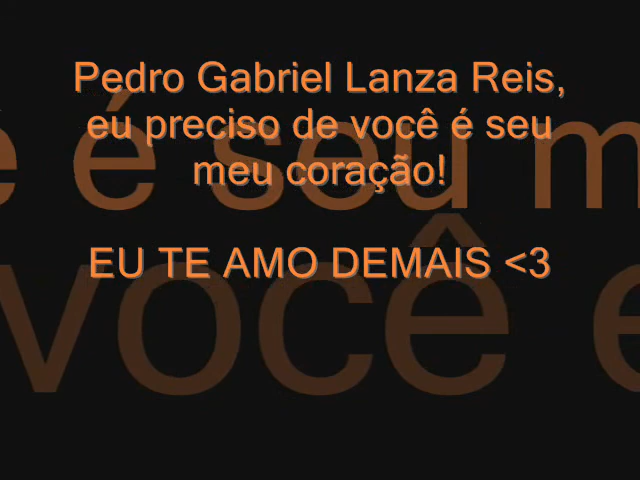 Pedro Gabriel Lanza Reis,
eu preciso de você é seu
meu coração!
EU TE AMO DEMAIS <3
e é seu m
você é